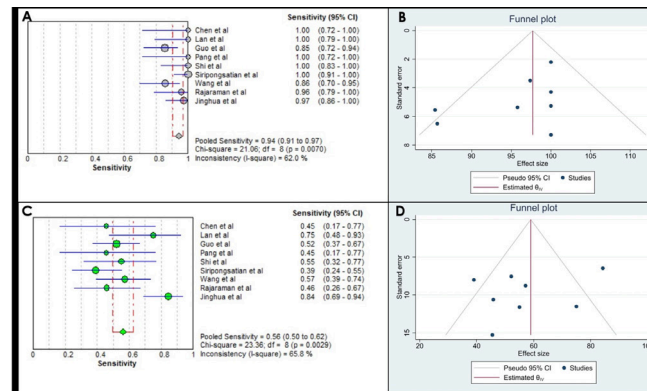 A
Sensitivity (95% CI)
Chen et al 1.00 (0.72 - 1.00)
Lan et al 1.00 (0.79 - 1.00)
Guo et al 0.85 (0.72 - 0.94)
Pang et al 1.00 (0.72 - 1.00)
Shi et al 1.00 (0.83 - 1.00)
Siripongsatian et al 1.00 (0.91 - 1.00)
Wang et al 0.86 (0.70 - 0.95)
Rajaraman et al 0.96 (0.79 - 1.00)
Jinghua et al 0.97 (0.86 - 1.00)
Pooled Sensitivity = 0.94 (0.91 to 0.97)
Chi-square = 21.06; df = 8 (p = 0.0070)
Inconsistency (I-square) = 62.0 %
0 0.2 0.4 0.6 0.8 1
Sensitivity
B
Funnel plot
Standard error
0
2
4
6
8
85 90 95 100 105 110
Effect size
Pseudo 95% CI Studies
Estimated θIV
C
Sensitivity (95% CI)
Chen et al 0.45 (0.17 - 0.77)
Lan et al 0.75 (0.48 - 0.93)
Guo et al 0.52 (0.37 - 0.67)
Pang et al 0.45 (0.17 - 0.77)
Shi et al 0.55 (0.32 - 0.77)
Siripongsatian et al 0.39 (0.24 - 0.55)
Wang et al 0.57 (0.39 - 0.74)
Rajaraman et al 0.46 (0.26 - 0.67)
Jinghua et al 0.84 (0.69 - 0.94)
Pooled Sensitivity = 0.56 (0.50 to 0.62)
Chi-square = 23.36; df = 8 (p = 0.0029)
Inconsistency (I-square) = 65.8 %
0 0.2 0.4 0.6 0.8 1
Sensitivity
D
Funnel plot
Standard error
0
5
10
15
20 40 60 80 100
Effect size
Pseudo 95% CI Studies
Estimated θIV